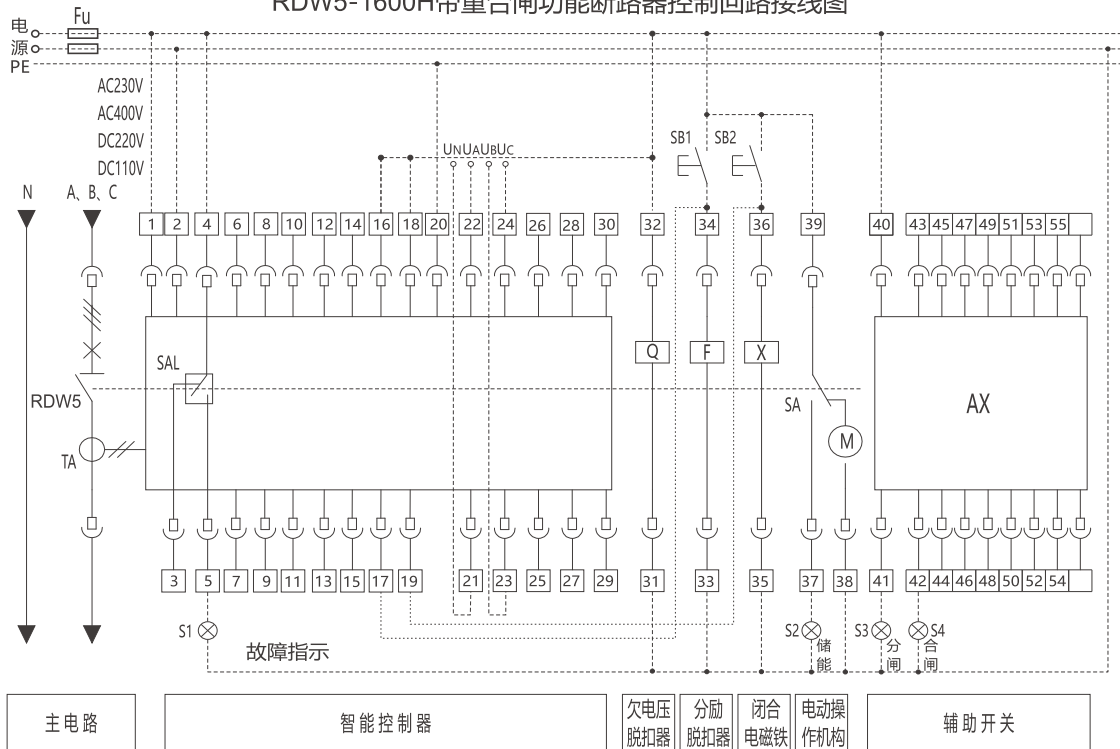 RDW5-1600H带重合闸功能断路器控制回路接线图
电 Fu
源
PE
AC230V
AC400V
DC220V
DC110V
UN UA UB UC
SB1 SB2
N A、B、C
1 2 4 6 8 10 12 14 16 18 20 22 24 26 28 30 32 34 36 39 40 43 45 47 49 51 53 55
SAL
Q F X
RDW5
SA
AX
M
TA
3 5 7 9 11 13 15 17 19 21 23 25 27 29 31 33 35 37 38 41 42 44 46 48 50 52 54
S1 S2 S3 S4
故障指示
储能
分闸
合闸
主电路
智能控制器
欠电压
脱扣器
分励
脱扣器
闭合
电磁铁
电动操
作机构
辅助开关